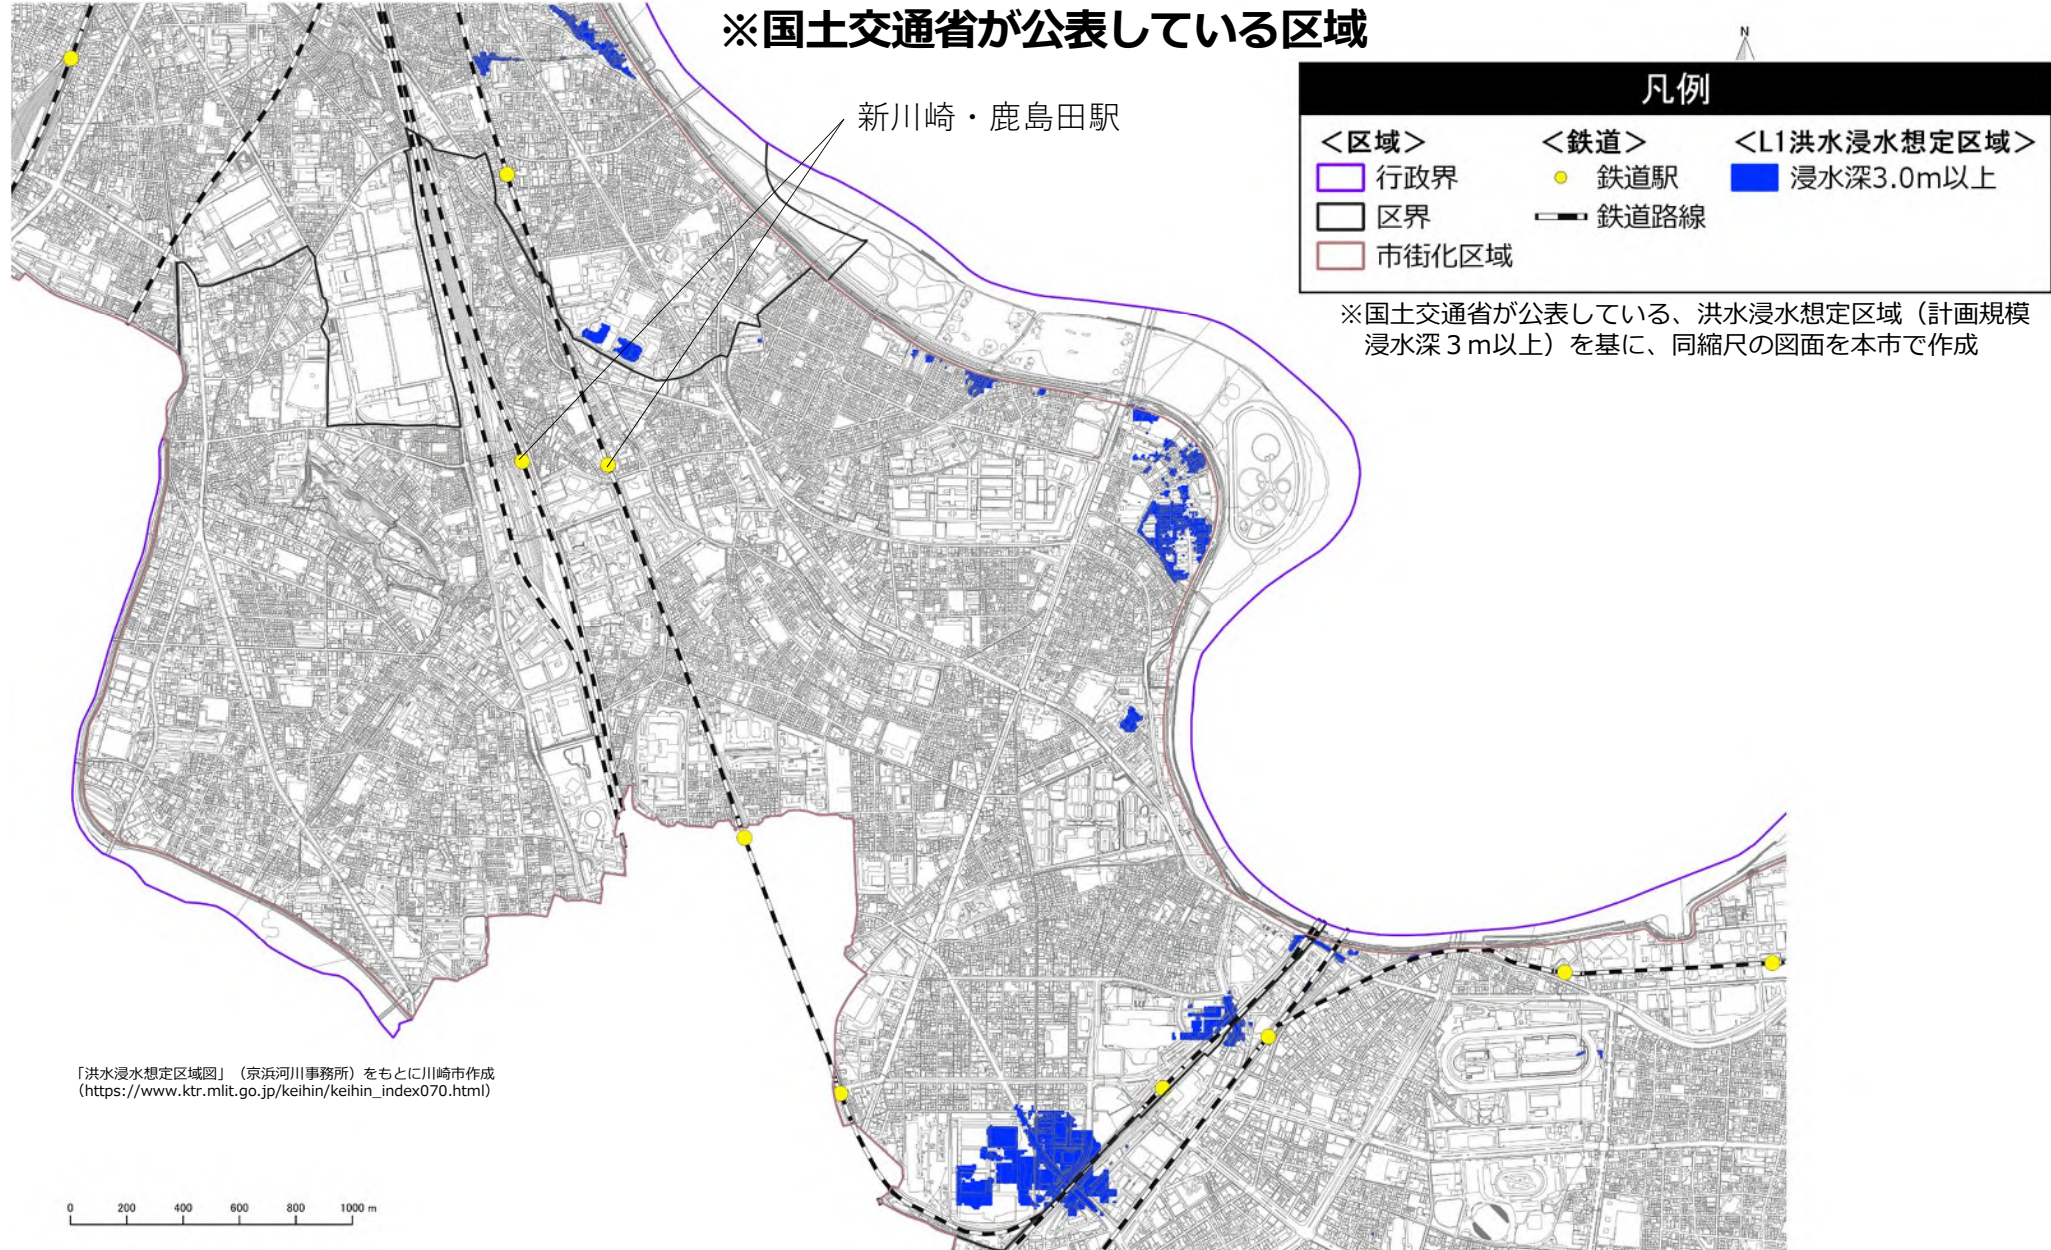 ※国土交通省が公表している区域
新川崎・鹿島田駅
N
凡例
＜区域＞
行政界
区界
市街化区域
＜鉄道＞
鉄道駅
鉄道路線
＜L1洪水浸水想定区域＞
浸水深3.0m以上
※国土交通省が公表している、洪水浸水想定区域（計画規模
浸水深３ｍ以上）を基に、同縮尺の図面を本市で作成
「洪水浸水想定区域図」（京浜河川事務所）をもとに川崎市作成
（https://www.ktr.mlit.go.jp/keihin/keihin_index070.html）
0 200 400 600 800 1000 m